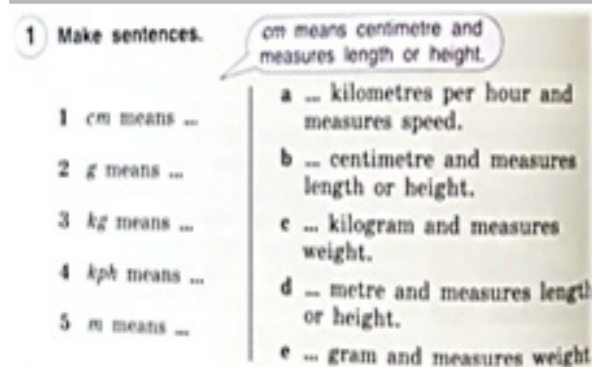 1 Make sentences.
cm means centimetre and
measures length or height.
1 cm means ...
2 g means ...
3 kg means ...
4 kph means ...
5 m means ...
a ... kilometres per hour and
measures speed.
b ... centimetre and measures
length or height.
c ... kilogram and measures
weight.
d ... metre and measures length
or height.
e ... gram and measures weight